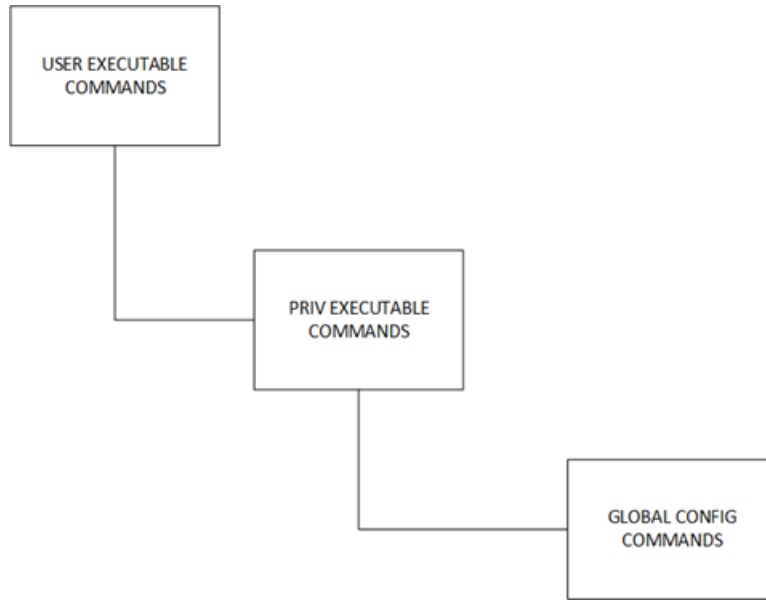 USER EXECUTABLE
COMMANDS
PRIV EXECUTABLE
COMMANDS
GLOBAL CONFIG
COMMANDS